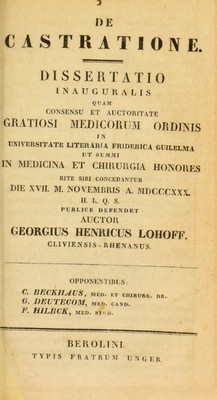 DE
CASTRATIONE.
DISSERTATIO
INAUGURALIS
QUAM
CONSENSU ET AUCTORITATE
GRATIOSI MEDICORUM ORDINIS
IN
UNIVERSITATE LITERARIA FRIDERICA GUILELMA
UT SUMMI
IN MEDICINA ET CHIRURGIA HONORES
RITE SIBI CONCEDANTUR
DIE XVII. M. NOVEMBRIS A. MDCCCXXX.
H. L. Q. S.
PUBLICE DEFENDET
AUCTOR
GEORGIUS HENRICUS LOHOFF.
CLIVIENSIS-RHENANUS.
OPPONENTIBUS:
C. BECKHAUS, MED. ET CHIRURG. DR.
G. DEUTECOM, MED. CAND.
F. HILBCK, MED. STUD.
BEROLINI.
TYPIS FRATRUM UNGER.